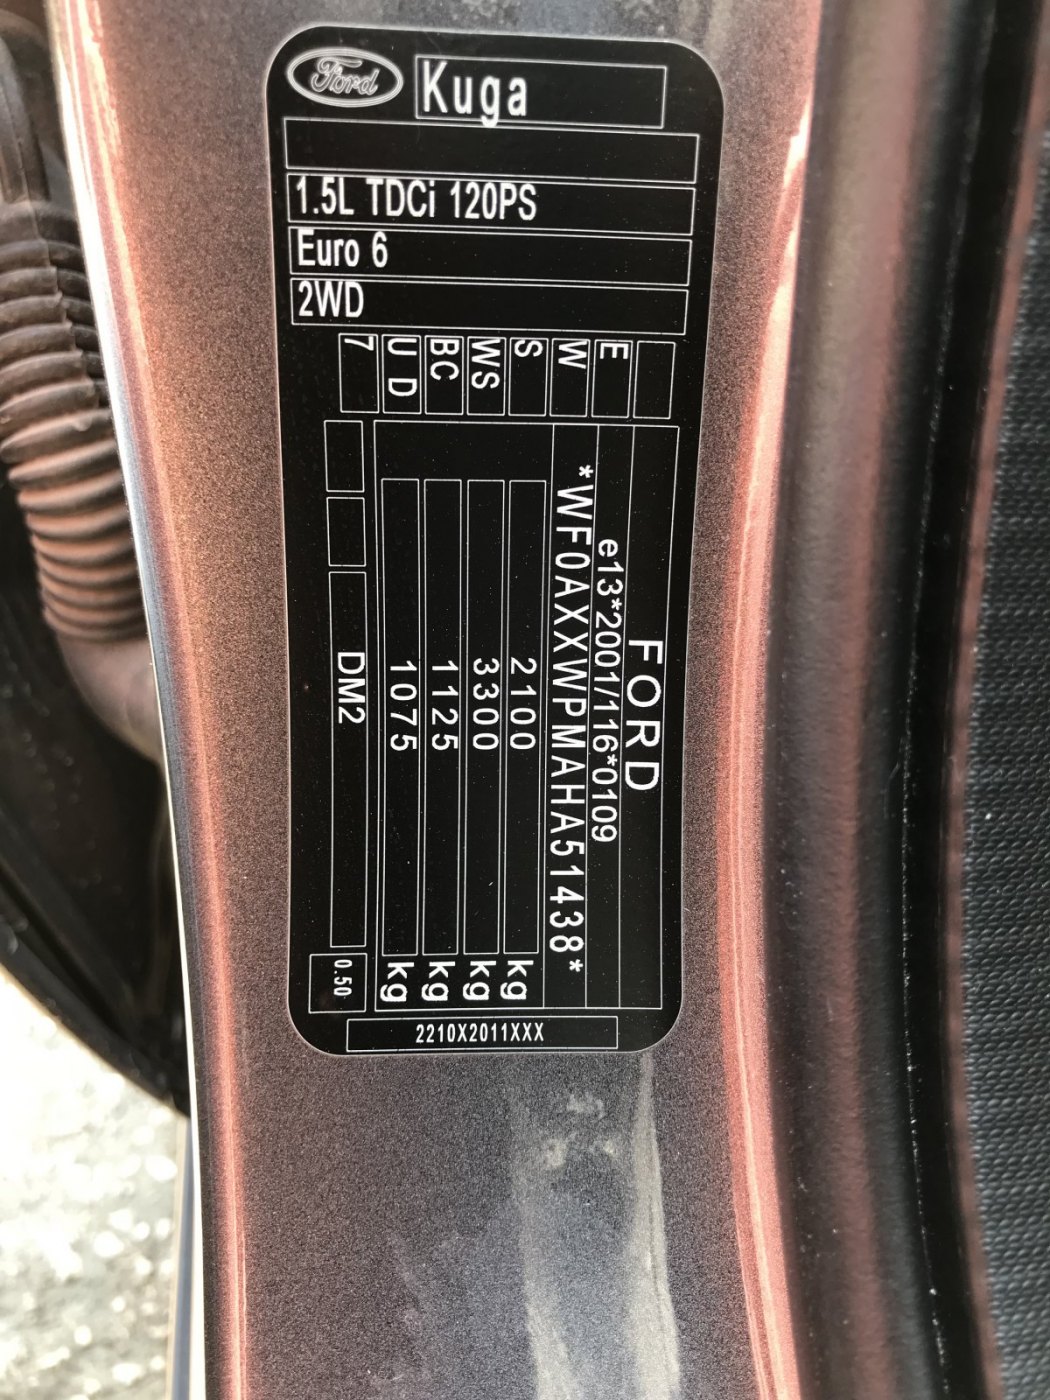 Ford
Kuga
1.5L TDCi 120PS
Euro 6
2WD
E
W
S
WS
BC
U D
7
FORD
e13*2001/116*0109
*WF0AXXWPMAHA51438*
2100 kg
3300 kg
1125 kg
1075 kg
DM2
0.50
2210X2011XXX